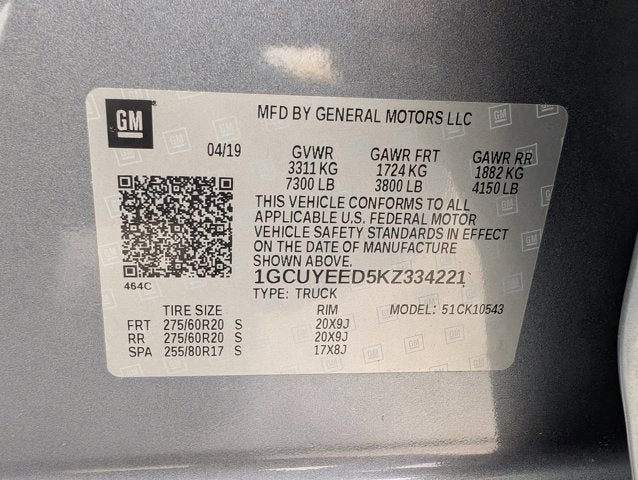 GM
MFD BY GENERAL MOTORS LLC
04/19 GVWR GAWR FRT GAWR RR
3311 KG 1724 KG 1882 KG
7300 LB 3800 LB 4150 LB
THIS VEHICLE CONFORMS TO ALL
APPLICABLE U.S. FEDERAL MOTOR
VEHICLE SAFETY STANDARDS IN EFFECT
ON THE DATE OF MANUFACTURE
SHOWN ABOVE.
464C
1GCUYEED5KZ334221
TYPE: TRUCK MODEL: 51CK10543
TIRE SIZE RIM
FRT 275/60R20 S 20X9J
RR 275/60R20 S 20X9J
SPA 255/80R17 S 17X8J